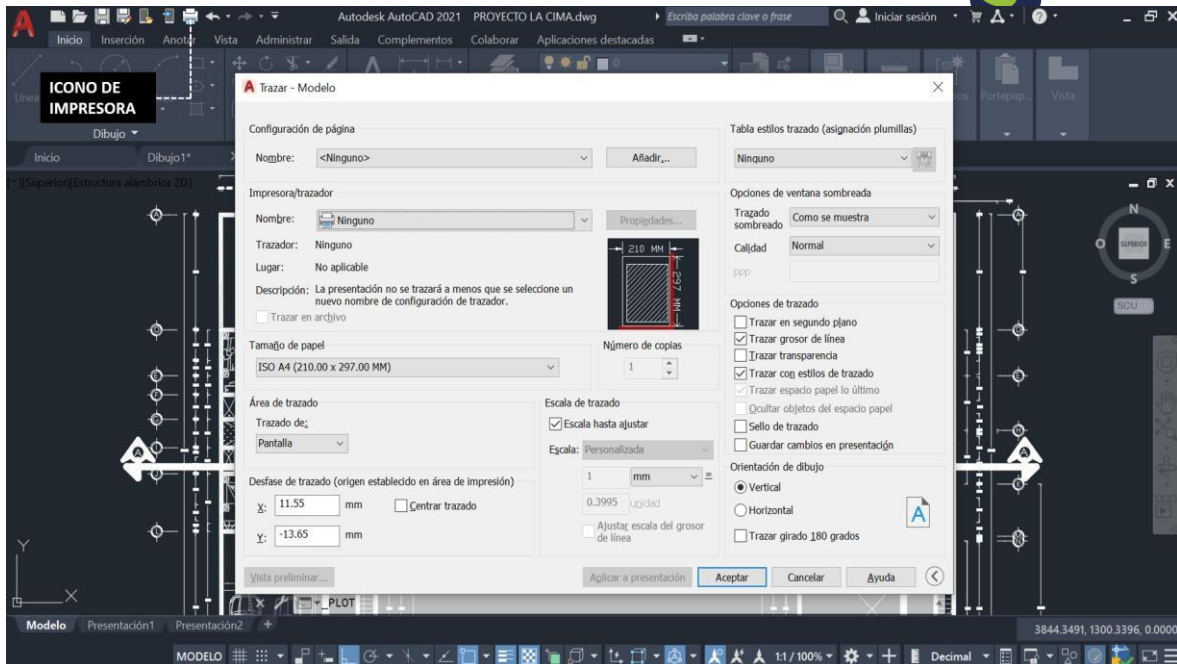 Autodesk AutoCAD 2021 PROYECTO LA CIMA.dwg
Escriba palabra clave o frase
Iniciar sesión
Inicio Inserción Anotar Vista Administrar Salida Complementos Colaborar Aplicaciones destacadas
Línea
0
Portapap...
Vista
ICONO DE
IMPRESORA
Dibujo
Inicio
Dibujo1*
[-][Superior][Estructura alámbrica 2D]
Trazar - Modelo
Configuración de página
Nombre: <Ninguno>
Añadir...
Impresora/trazador
Nombre: Ninguno
Propiedades...
Trazador: Ninguno
Lugar: No aplicable
Descripción: La presentación no se trazará a menos que se seleccione un
nuevo nombre de configuración de trazador.
Trazar en archivo
210 MM
297 MM
Tamaño de papel
ISO A4 (210.00 x 297.00 MM)
Número de copias
1
Área de trazado
Trazado de:
Pantalla
Escala de trazado
Escala hasta ajustar
Escala: Personalizada
1 mm =
0.3995 unidad
Ajustar escala del grosor
de línea
Desfase de trazado (origen establecido en área de impresión)
X: 11.55 mm
Centrar trazado
Y: -13.65 mm
Tabla estilos trazado (asignación plumillas)
Ninguno
Opciones de ventana sombreada
Trazado
sombreado
Como se muestra
Calidad Normal
PPP
Opciones de trazado
Trazar en segundo plano
Trazar grosor de línea
Trazar transparencia
Trazar con estilos de trazado
Trazar espacio papel lo último
Ocultar objetos del espacio papel
Sello de trazado
Guardar cambios en presentación
Orientación de dibujo
Vertical
Horizontal
Trazar girado 180 grados
A
Vista preliminar...
Aplicar a presentación
Aceptar
Cancelar
Ayuda
N
O
SUPERIOR
E
S
SCU
Y
X
_PLOT
Modelo Presentación1 Presentación2 +
3844.3491, 1300.3396, 0.0000
MODELO
1:1 / 100%
Decimal